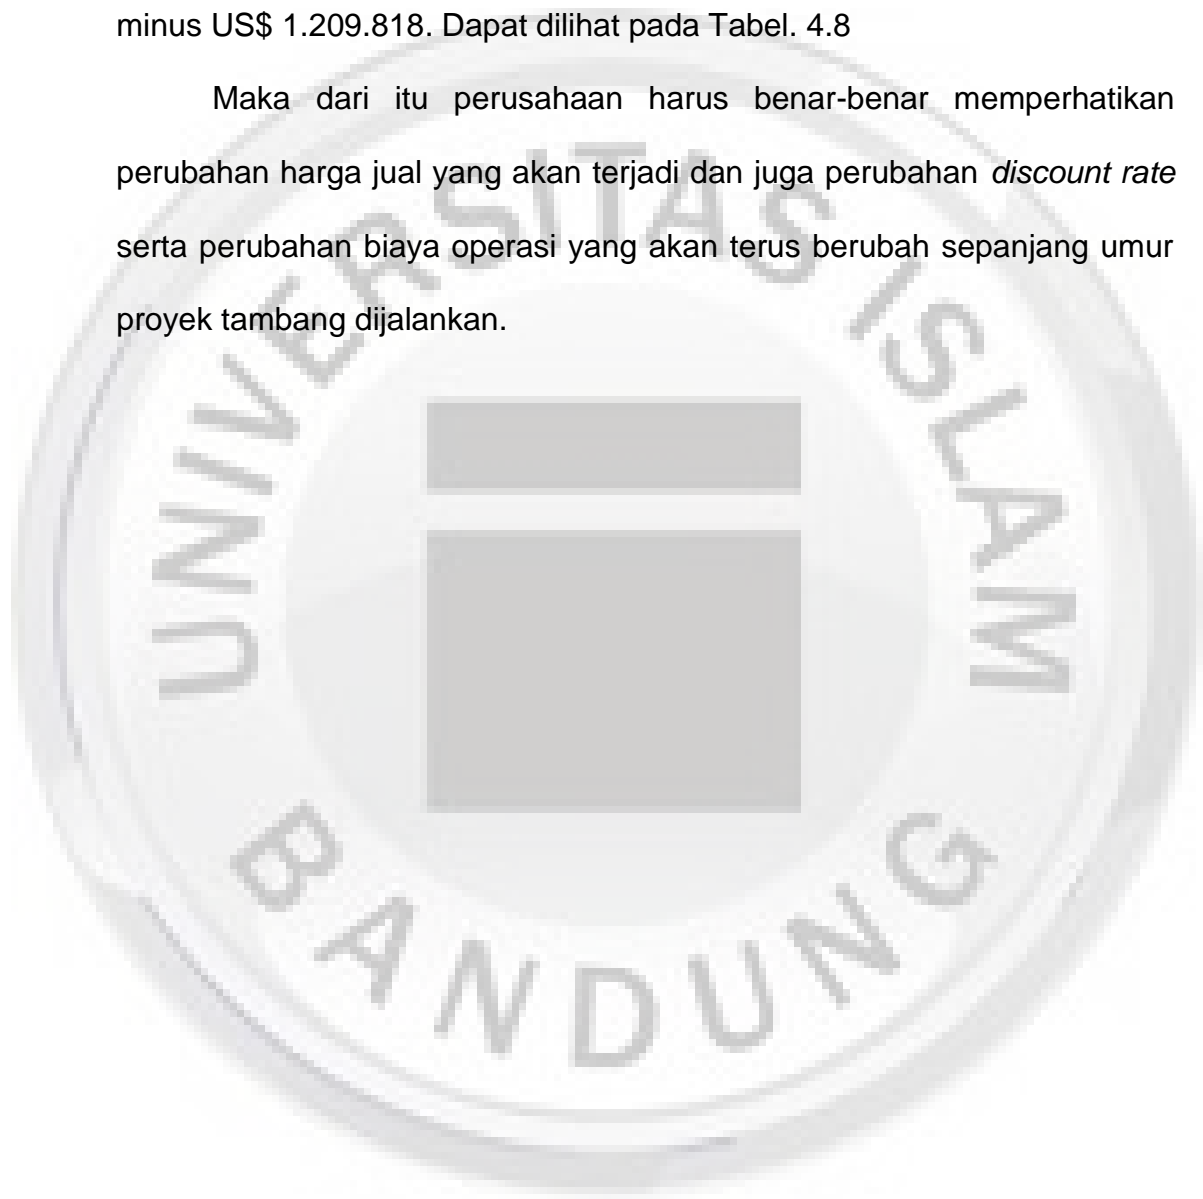 minus US$ 1.209.818. Dapat dilihat pada Tabel. 4.8
Maka dari itu perusahaan harus benar-benar memperhatikan
perubahan harga jual yang akan terjadi dan juga perubahan discount rate
serta perubahan biaya operasi yang akan terus berubah sepanjang umur
proyek tambang dijalankan.
UNIVERSITAS ISLAM
BANDUNG